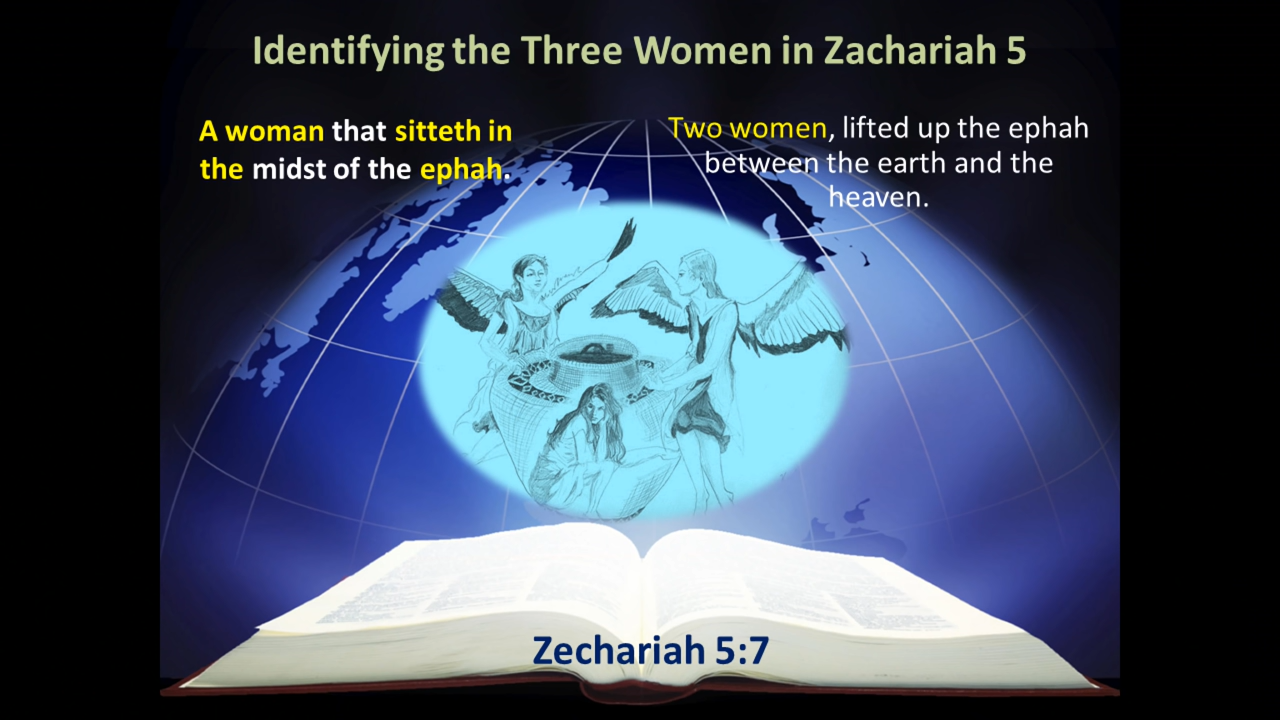 Identifying the Three Women in Zachariah 5
A woman that sitteth in
the midst of the ephah.
Two women, lifted up the ephah
between the earth and the
heaven.
Zechariah 5:7